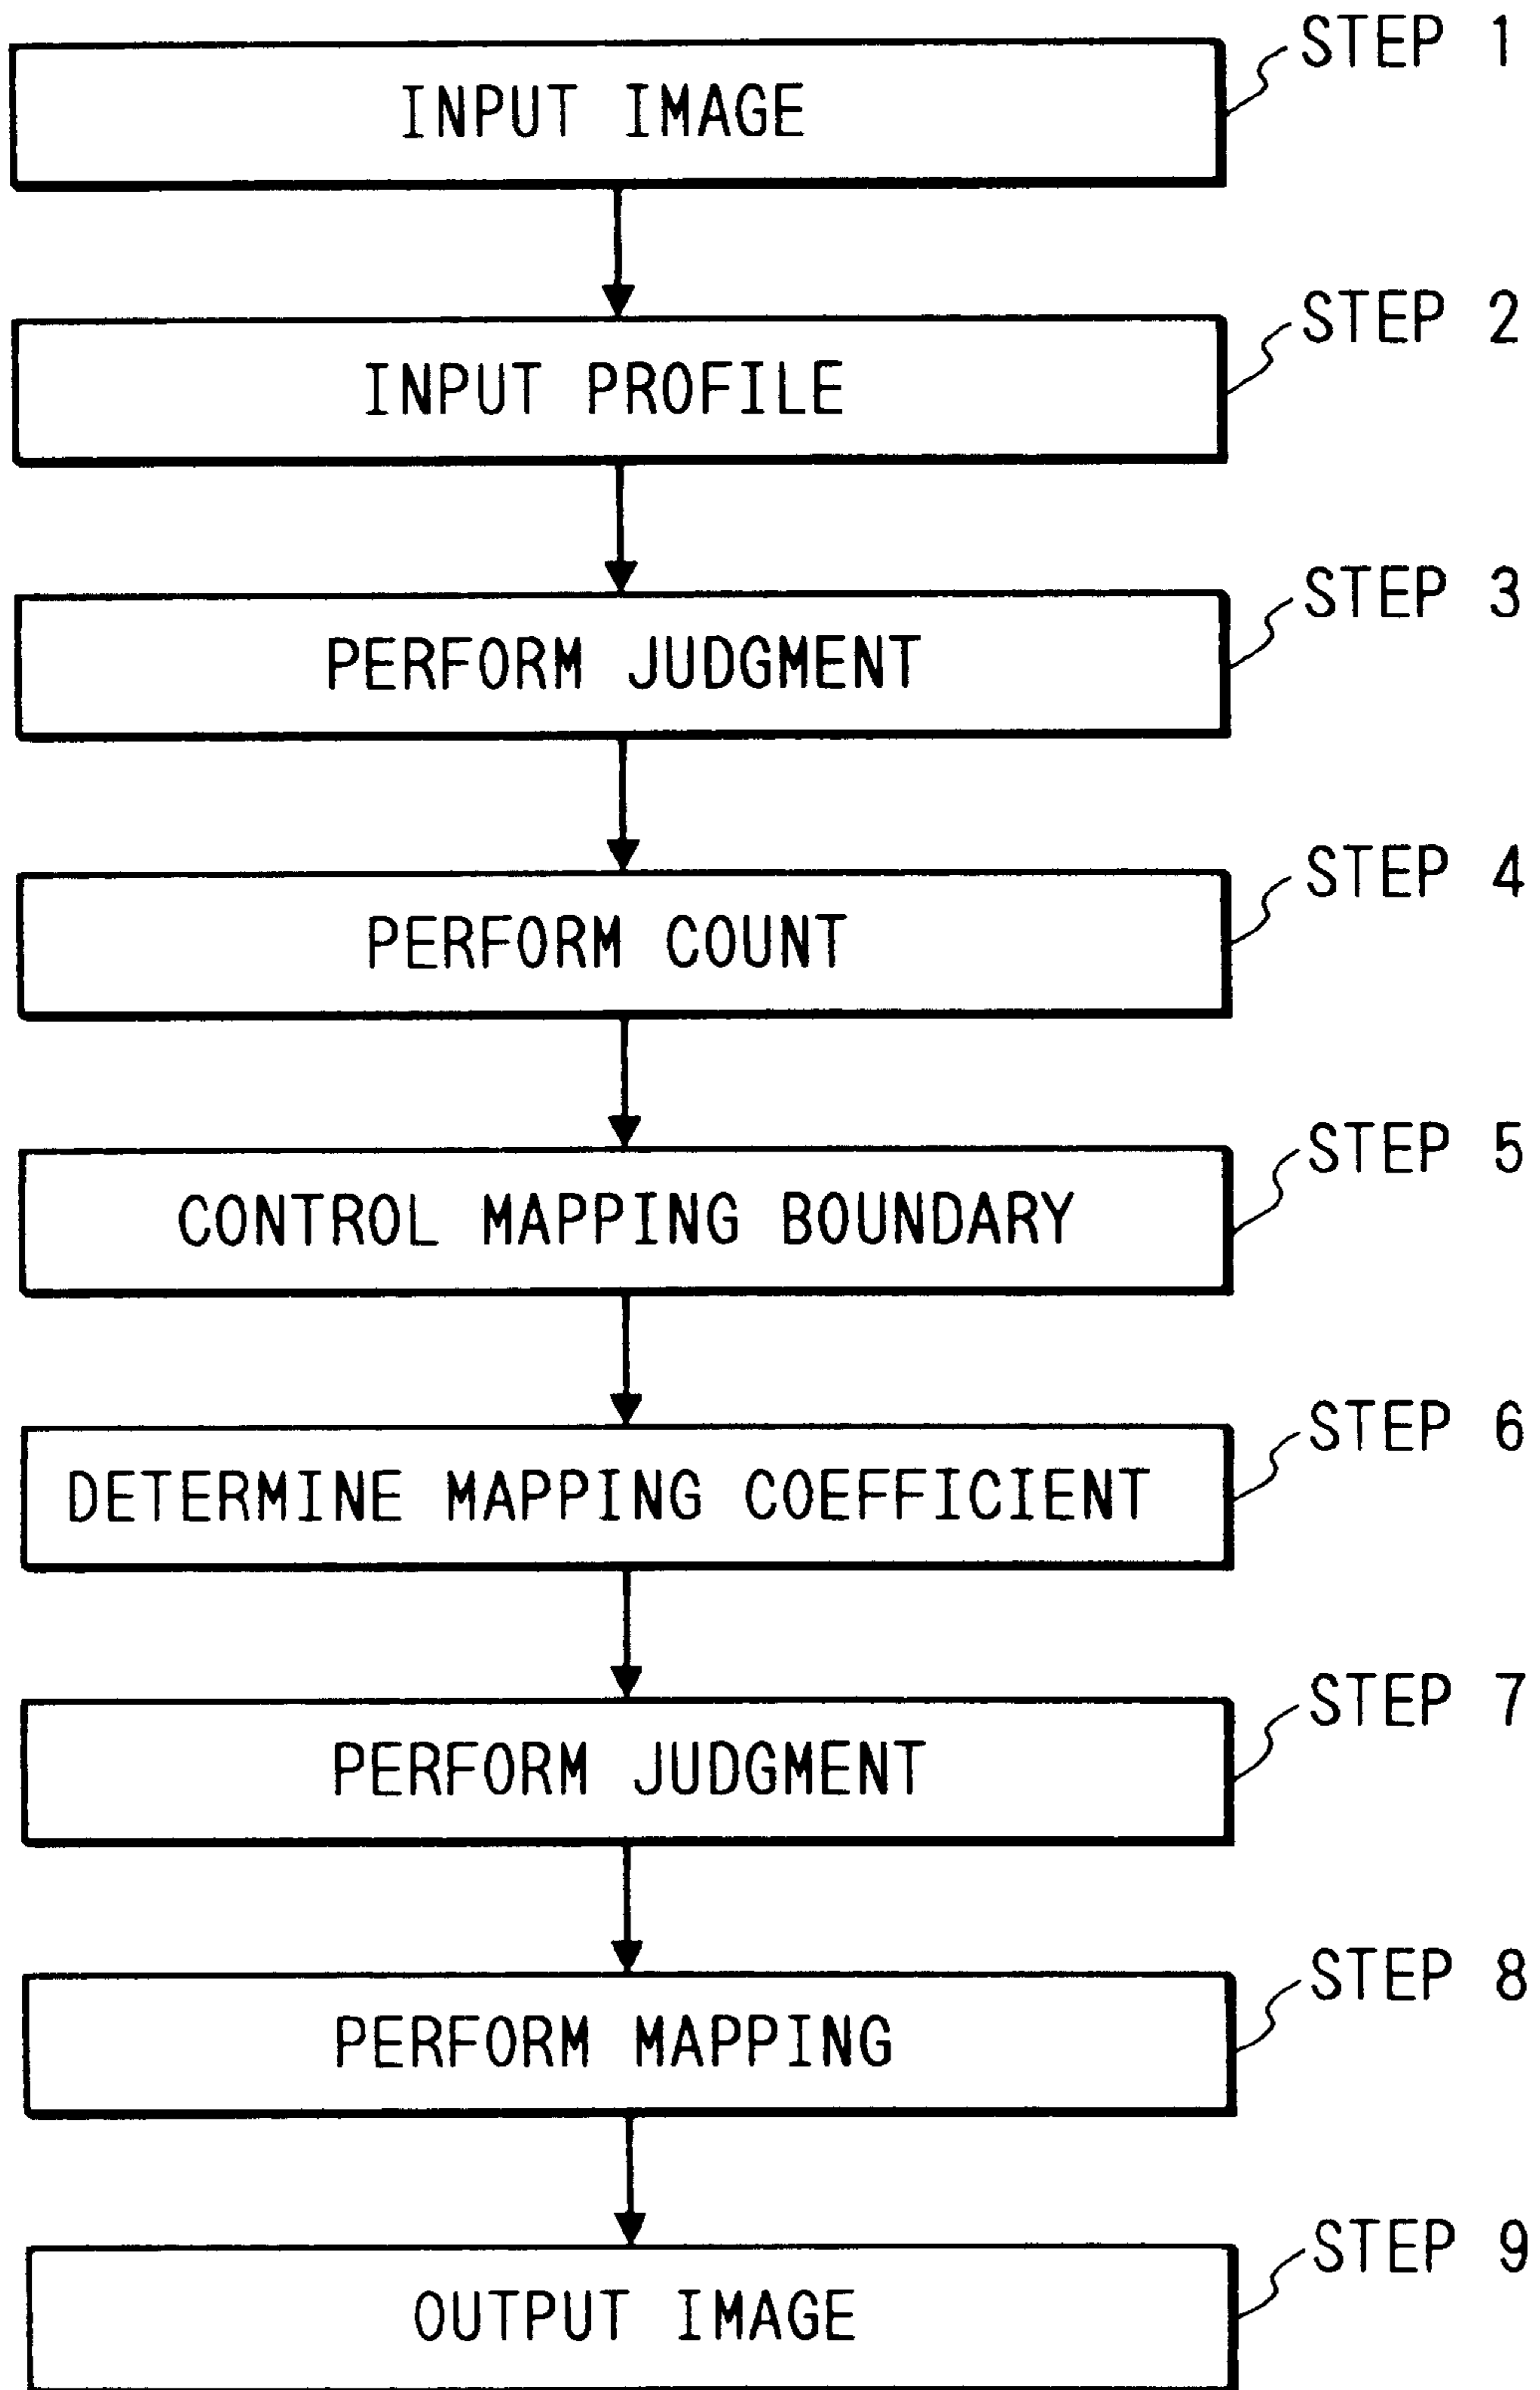 STEP 1
INPUT IMAGE
STEP 2
INPUT PROFILE
STEP 3
PERFORM JUDGMENT
STEP 4
PERFORM COUNT
STEP 5
CONTROL MAPPING BOUNDARY
STEP 6
DETERMINE MAPPING COEFFICIENT
STEP 7
PERFORM JUDGMENT
STEP 8
PERFORM MAPPING
STEP 9
OUTPUT IMAGE